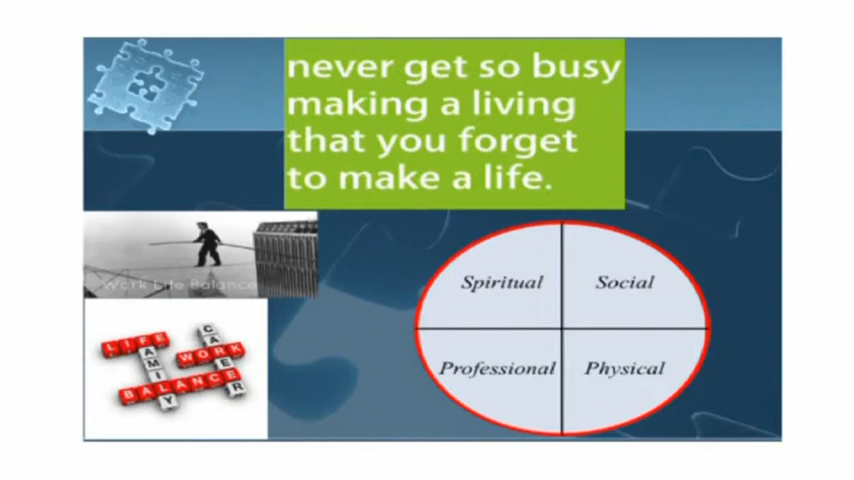 never get so busy
making a living
that you forget
to make a life.
Work Life Balance
Spiritual
Social
Professional
Physical
LIFE
FAMILY
WORK
CAREER
BALANCE